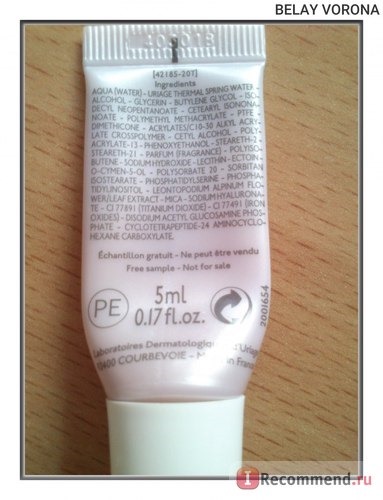 BELAY VORONA
[42185-20T]
Ingredients
AQUA (WATER) - URIAGE THERMAL SPRING WATER -
ALCOHOL - GLYCERIN - BUTYLENE GLYCOL - ISO-
DECYL NEOPENTANOATE - CETEARYL ISONONA-
NOATE - POLYMETHYL METHACRYLATE - PTFE
DIMETHICONE - ACRYLATES/C10-30 ALKYL ACRY-
LATE CROSSPOLYMER - CETYL ALCOHOL - POLY-
ACRYLATE-13 - PHENOXYETHANOL - STEARETH-2
STEARETH-21 - PARFUM (FRAGRANCE) - POLYISO-
BUTENE - SODIUM HYDROXIDE - LECITHIN - ECTOIN
- O-CYMEN-5-OL - POLYSORBATE 20 - SORBITAN
ISOSTEARATE - PHOSPHATIDYLSERINE - PHOSPHA-
TIDYLINOSITOL - LEONTOPODIUM ALPINUM FLO-
WER/LEAF EXTRACT - MICA - SODIUM HYALURO-
- CI 77891 (TITANIUM DIOXIDE) - CI 77491 (IRON
OXIDES) - DISODIUM ACETYL GLUCOSAMINE PHOS-
PHATE - CYCLOTETRAPEPTIDE-24 AMINOCYCLO-
HEXANE CARBOXYLATE.
Échantillon gratuit - Ne peut être vendu
Free sample - Not for sale
PE
5ml
0.17 fl.oz.
2001654
Laboratoires Dermatologiques d'Uriage
COURBEVOIE - in France
I Recommend.ru